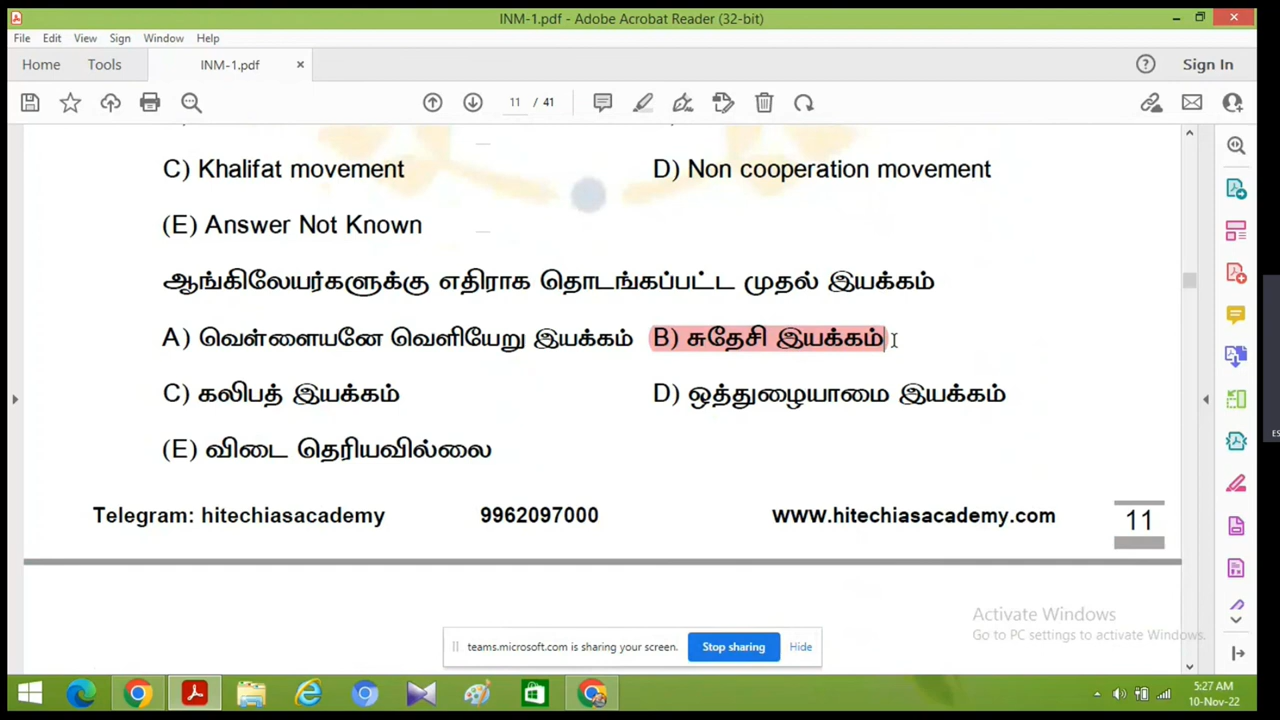 INM-1.pdf - Adobe Acrobat Reader (32-bit)
File Edit View Sign Window Help
Home Tools INM-1.pdf × Sign In
11 / 41
C) Khalifat movement D) Non cooperation movement
(E) Answer Not Known
ஆங்கிலேயர்களுக்கு எதிராக தொடங்கப்பட்ட முதல் இயக்கம்
A) வெள்ளையனே வெளியேறு இயக்கம் B) சுதேசி இயக்கம்
C) கலிபத் இயக்கம் D) ஒத்துழையாமை இயக்கம்
(E) விடை தெரியவில்லை
Telegram: hitechiasacademy 9962097000 www.hitechiasacademy.com 11
Activate Windows
Go to PC settings to activate Windows.
teams.microsoft.com is sharing your screen. Stop sharing Hide
5:27 AM
10-Nov-22